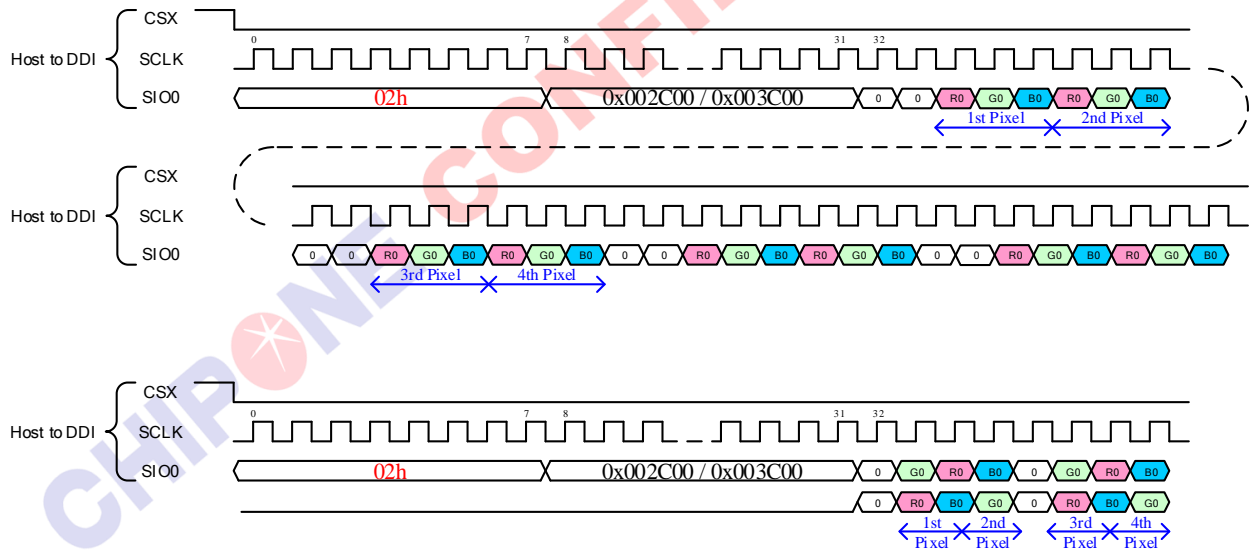 CSX
0 7 8 31 32
Host to DDI SCLK
SIO0 02h 0x002C00 / 0x003C00 0 0 R0 G0 B0 R0 G0 B0
1st Pixel 2nd Pixel
CSX
Host to DDI SCLK
SIO0 0 0 R0 G0 B0 R0 G0 B0 0 0 R0 G0 B0 R0 G0 B0 0 0 R0 G0 B0 R0 G0 B0
3rd Pixel 4th Pixel
CSX
0 7 8 31 32
Host to DDI SCLK
SIO0 02h 0x002C00 / 0x003C00 0 G0 R0 B0 0 G0 R0 B0
0 R0 B0 G0 0 R0 B0 G0
1st Pixel 2nd Pixel 3rd Pixel 4th Pixel
CHIPONE CONFI